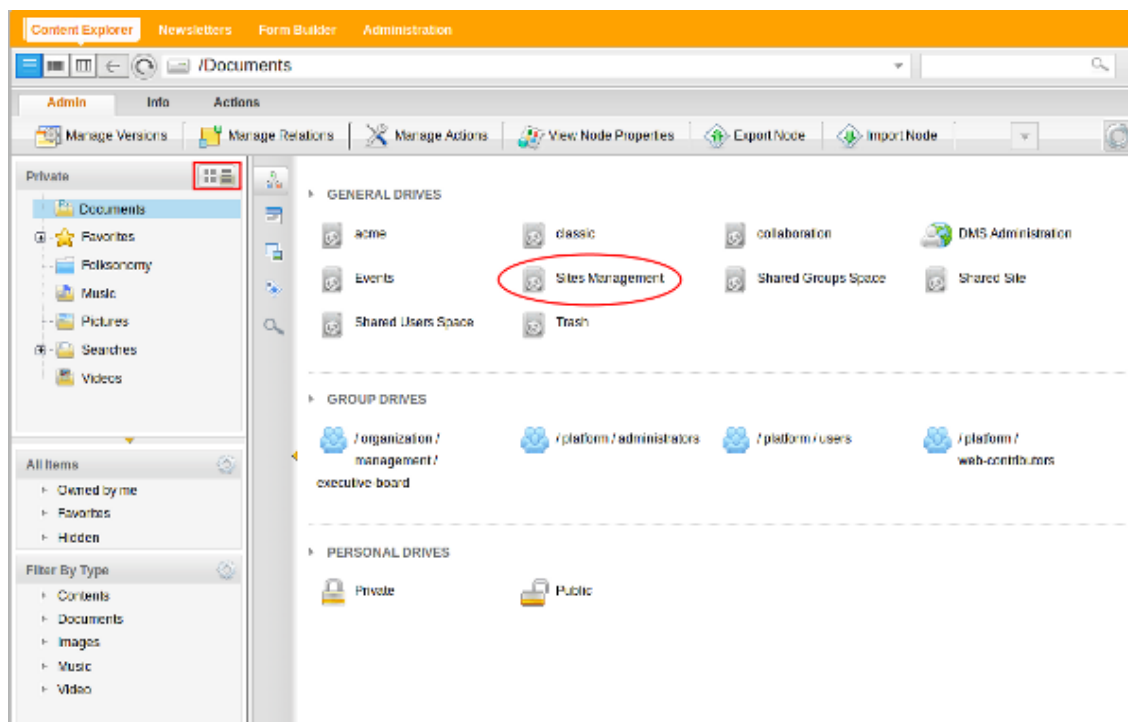 Content Explorer Newsletters Form Builder Administration
/Documents
Admin Info Actions
Manage Versions Manage Relations Manage Actions View Node Properties Export Node Import Node
Private
Documents
Favorites
Folksonomy
Music
Pictures
Searches
Videos
All Items
Owned by me
Favorites
Hidden
Filter By Type
Contents
Documents
Images
Music
Video
GENERAL DRIVES
acme classic collaboration DMS Administration
Events Sites Management Shared Groups Space Shared Site
Shared Users Space Trash
GROUP DRIVES
/ organization / / platform / administrators / platform / users / platform /
management / web-contributors
executive-board
PERSONAL DRIVES
Private Public